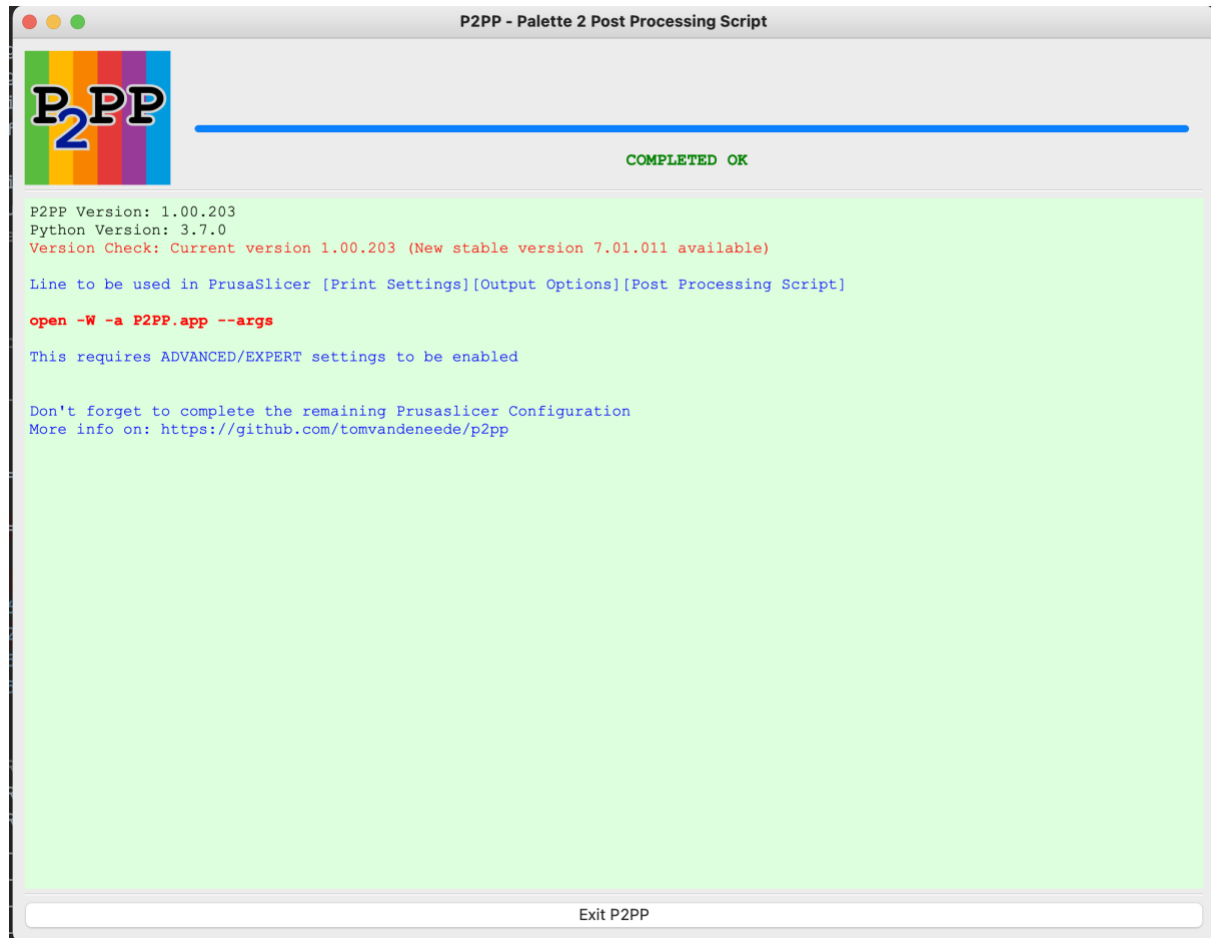 P2PP - Palette 2 Post Processing Script
P2PP
COMPLETED OK
P2PP Version: 1.00.203
Python Version: 3.7.0
Version Check: Current version 1.00.203 (New stable version 7.01.011 available)
Line to be used in PrusaSlicer [Print Settings][Output Options][Post Processing Script]
open -W -a P2PP.app --args
This requires ADVANCED/EXPERT settings to be enabled
Don't forget to complete the remaining Prusaslicer Configuration
More info on: https://github.com/tomvandeneede/p2pp
Exit P2PP